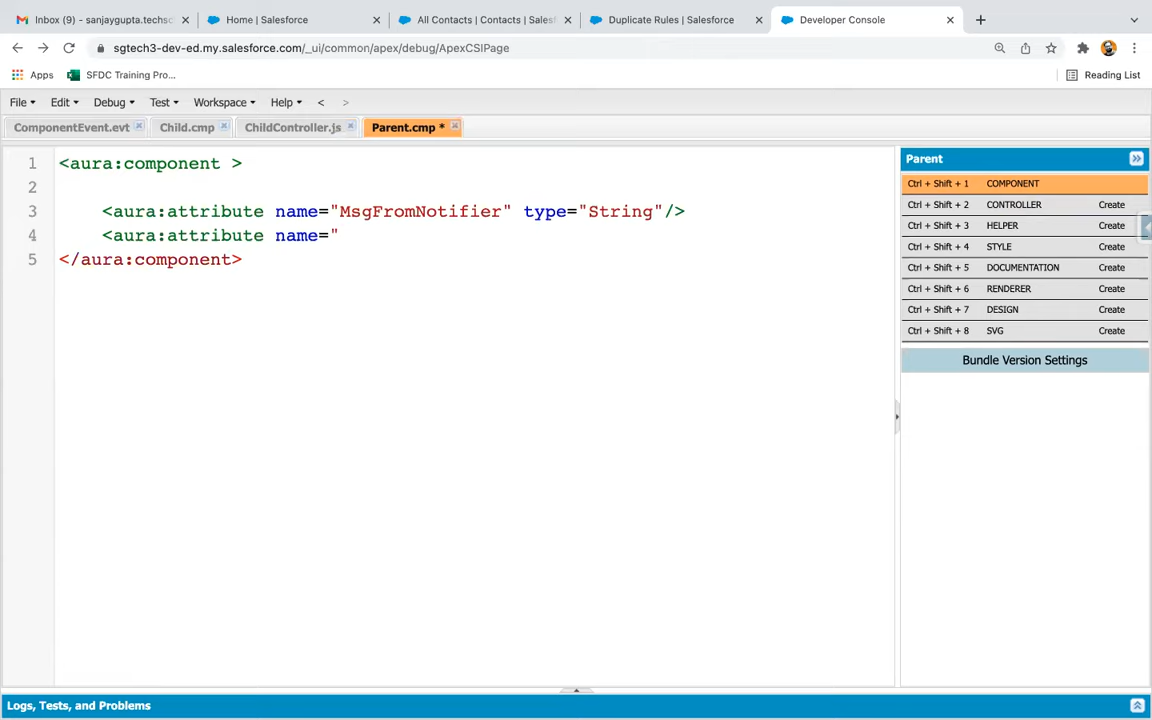 Inbox (9) - sanjaygupta.techsc
Home | Salesforce
All Contacts | Contacts | Sales
Duplicate Rules | Salesforce
Developer Console
sgtech3-dev-ed.my.salesforce.com/_ui/common/apex/debug/ApexCSIPage
Apps
SFDC Training Pro...
Reading List
File Edit Debug Test Workspace Help < >
ComponentEvent.evt
Child.cmp
ChildController.js
Parent.cmp *
1 <aura:component >
2
3 <aura:attribute name="MsgFromNotifier" type="String"/>
4 <aura:attribute name="
5 </aura:component>
Parent
Ctrl + Shift + 1 COMPONENT
Ctrl + Shift + 2 CONTROLLER Create
Ctrl + Shift + 3 HELPER Create
Ctrl + Shift + 4 STYLE Create
Ctrl + Shift + 5 DOCUMENTATION Create
Ctrl + Shift + 6 RENDERER Create
Ctrl + Shift + 7 DESIGN Create
Ctrl + Shift + 8 SVG Create
Bundle Version Settings
Logs, Tests, and Problems